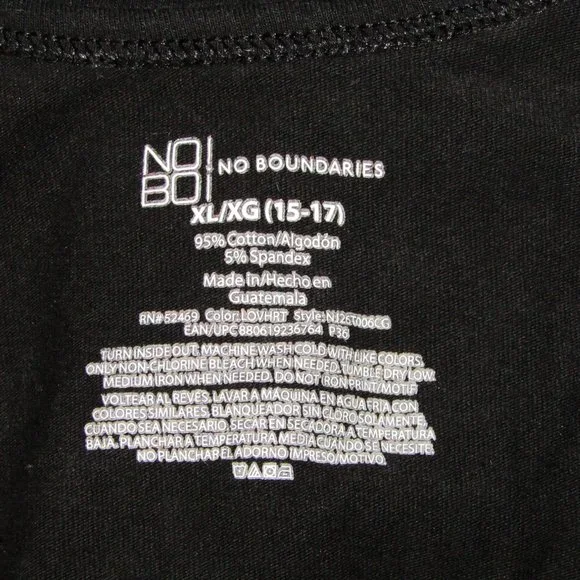 NO
BO
NO BOUNDARIES
XL/XG (15-17)
95% Cotton/Algodón
5% Spandex
Made in/Hecho en
Guatemala
RN# 52469 Color: LOVHRT Style: NJ26T006CG
EAN/UPC 880619236764 P36
TURN INSIDE OUT. MACHINE WASH COLD WITH LIKE COLORS.
ONLY NON-CHLORINE BLEACH WHEN NEEDED. TUMBLE DRY LOW.
MEDIUM IRON WHEN NEEDED. DO NOT IRON PRINT/MOTIF
VOLTEAR AL REVÉS, LAVAR A MÁQUINA EN AGUA FRIA CON
COLORES SIMILARES. BLANQUEADOR SIN CLORO SOLAMENTE,
CUANDO SEA NECESARIO. SECAR EN SECADORA A TEMPERATURA
BAJA. PLANCHAR A TEMPERATURA MEDIA CUANDO SE NECESITE.
NO PLANCHAR EL ADORNO IMPRESO/MOTIVO.